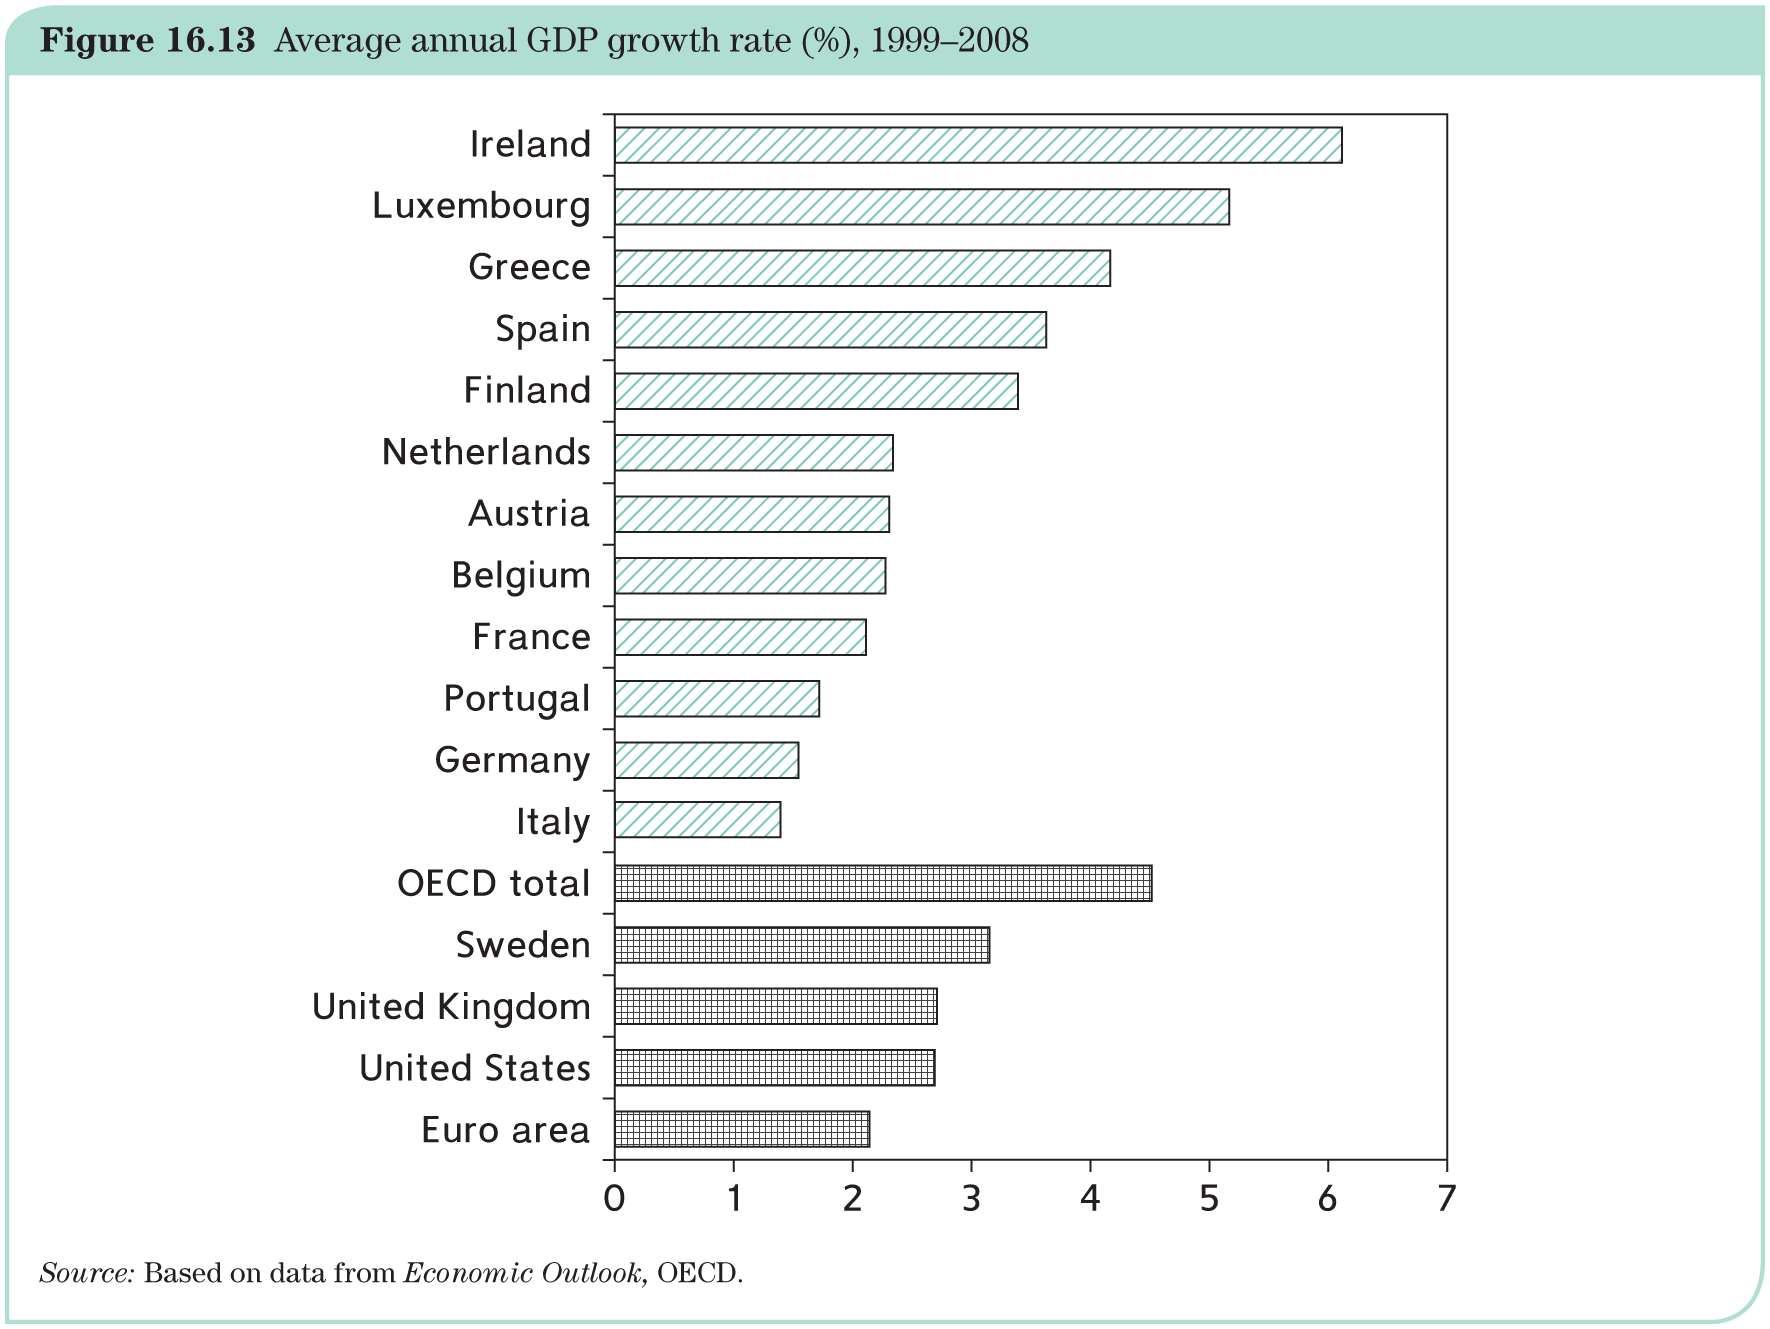 Figure 16.13 Average annual GDP growth rate (%), 1999–2008
Ireland
Luxembourg
Greece
Spain
Finland
Netherlands
Austria
Belgium
France
Portugal
Germany
Italy
OECD total
Sweden
United Kingdom
United States
Euro area
0 1 2 3 4 5 6 7
Source: Based on data from Economic Outlook, OECD.